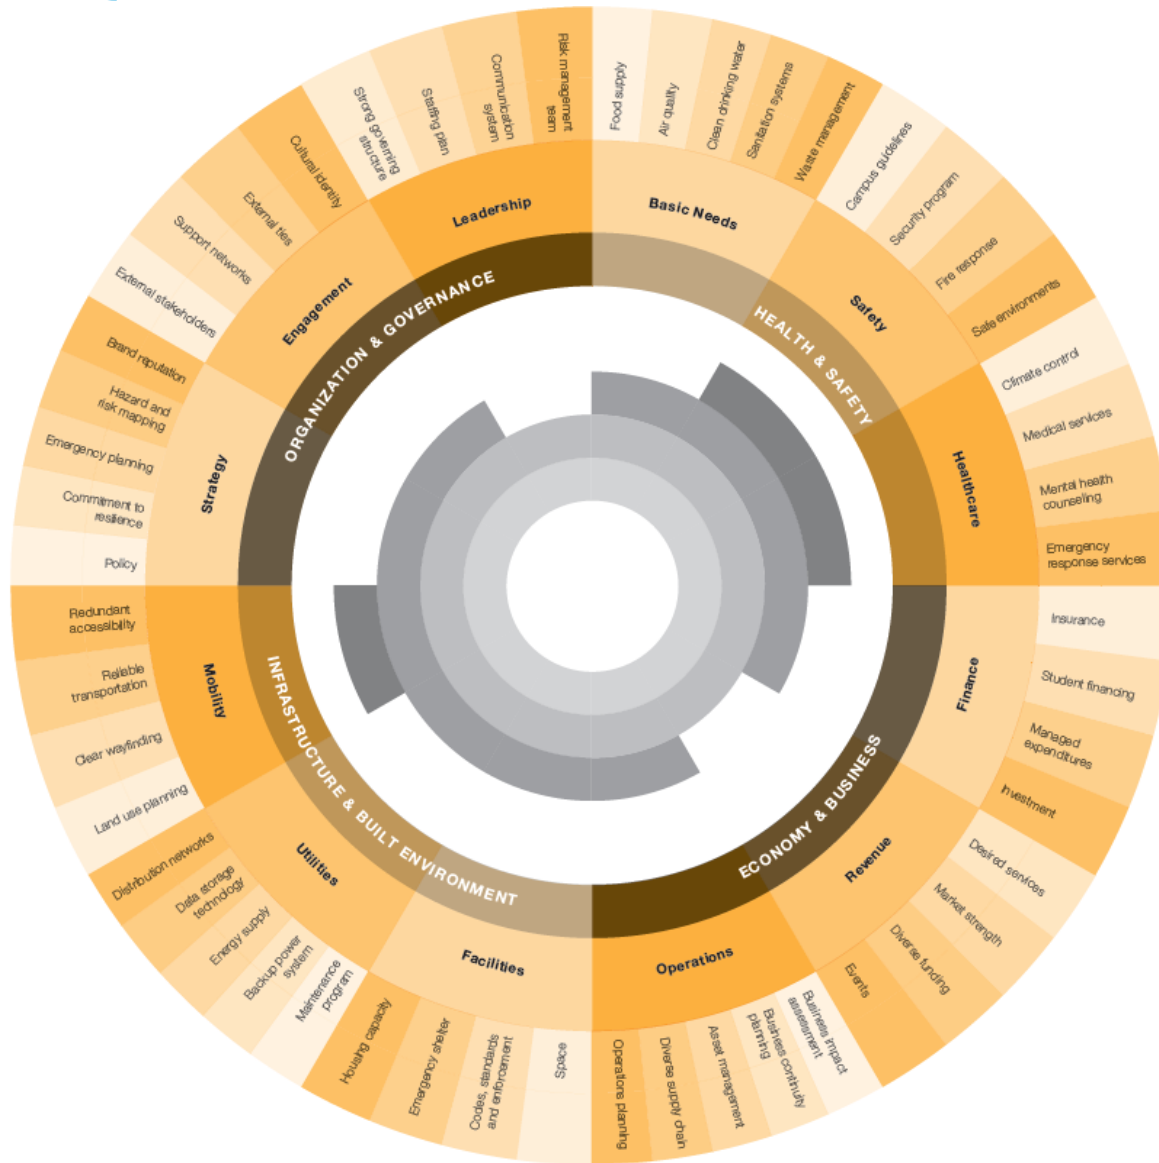 Food supply
Air quality
Clean drinking water
Sanitation systems
Waste management
Campus guidelines
Security program
Fire response
Safe environments
Climate control
Medical services
Mental health
counseling
Emergency
response services
Insurance
Student financing
Managed
expenditures
Investment
Desired services
Market strength
Diverse funding
Events
Business impact
assessment
Business continuity
planning
Asset management
Diverse supply chain
Operations planning
Space
Codes, standards
and enforcement
Emergency shelter
Housing capacity
Maintenance
program
Backup power
system
Energy supply
Data storage
technology
Distribution networks
Land use planning
Clear wayfinding
Reliable
transportation
Redundant
accessibility
Policy
Commitment to
resilience
Emergency planning
Hazard and
risk mapping
Brand reputation
External stakeholders
Support networks
External ties
Cultural identity
Strong governing
structure
Staffing plan
Communication
system
Risk management
team
Basic Needs
Safety
Healthcare
Finance
Revenue
Operations
Facilities
Utilities
Mobility
Strategy
Engagement
Leadership
HEALTH & SAFETY
ECONOMY & BUSINESS
INFRASTRUCTURE & BUILT ENVIRONMENT
ORGANIZATION & GOVERNANCE